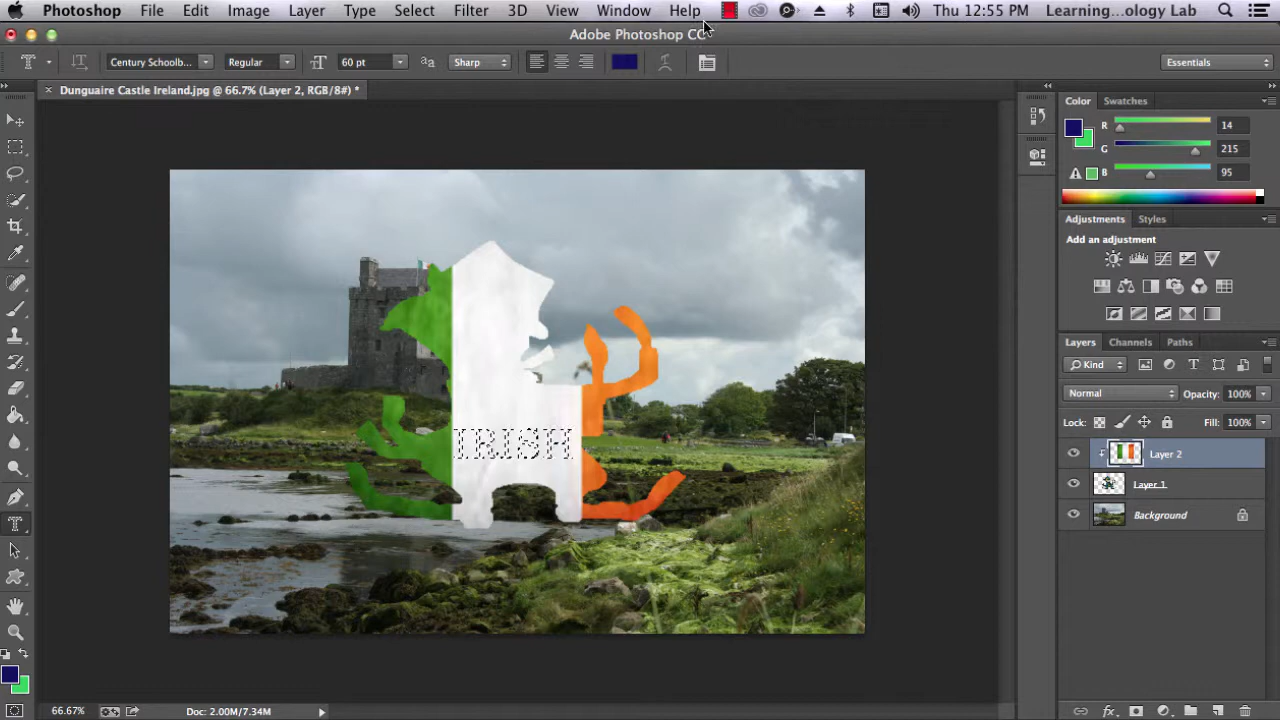 Photoshop File Edit Image Layer Type Select Filter 3D View Window Help Thu 12:55 PM Learning...ology Lab
Adobe Photoshop CC
Century Schoolb... Regular 60 pt Sharp Essentials
Dunguaire Castle Ireland.jpg @ 66.7% (Layer 2, RGB/8#) *
Color Swatches
R 14
G 215
B 95
Adjustments Styles
Add an adjustment
Layers Channels Paths
Kind
Normal Opacity: 100%
Lock: Fill: 100%
Layer 2
Layer 1
Background
IRISH
66.67% Doc: 2.00M/7.34M